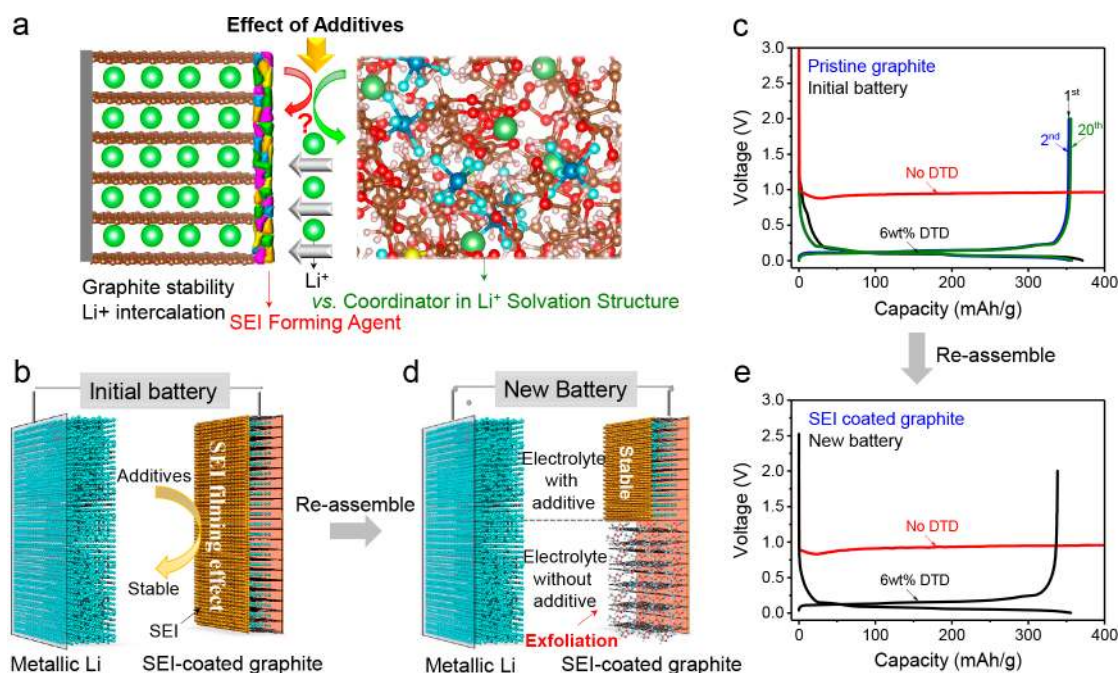 a
Effect of Additives
?
Li⁺
Graphite stability
Li+ intercalation
SEI Forming Agent
vs. Coordinator in Li⁺ Solvation Structure
b
Initial battery
Additives
SEI filming effect
Stable
SEI
Metallic Li
SEI-coated graphite
Re-assemble
d
New Battery
Electrolyte
with
additive
Stable
Electrolyte
without
additive
Exfoliation
Metallic Li
SEI-coated graphite
c
Pristine graphite
Initial battery
1st
2nd
20th
No DTD
6wt% DTD
Voltage (V)
3.0
2.5
2.0
1.5
1.0
0.5
0.0
0 100 200 300 400
Capacity (mAh/g)
Re-assemble
e
SEI coated graphite
New battery
No DTD
6wt% DTD
Voltage (V)
3.0
2.5
2.0
1.5
1.0
0.5
0.0
0 100 200 300 400
Capacity (mAh/g)